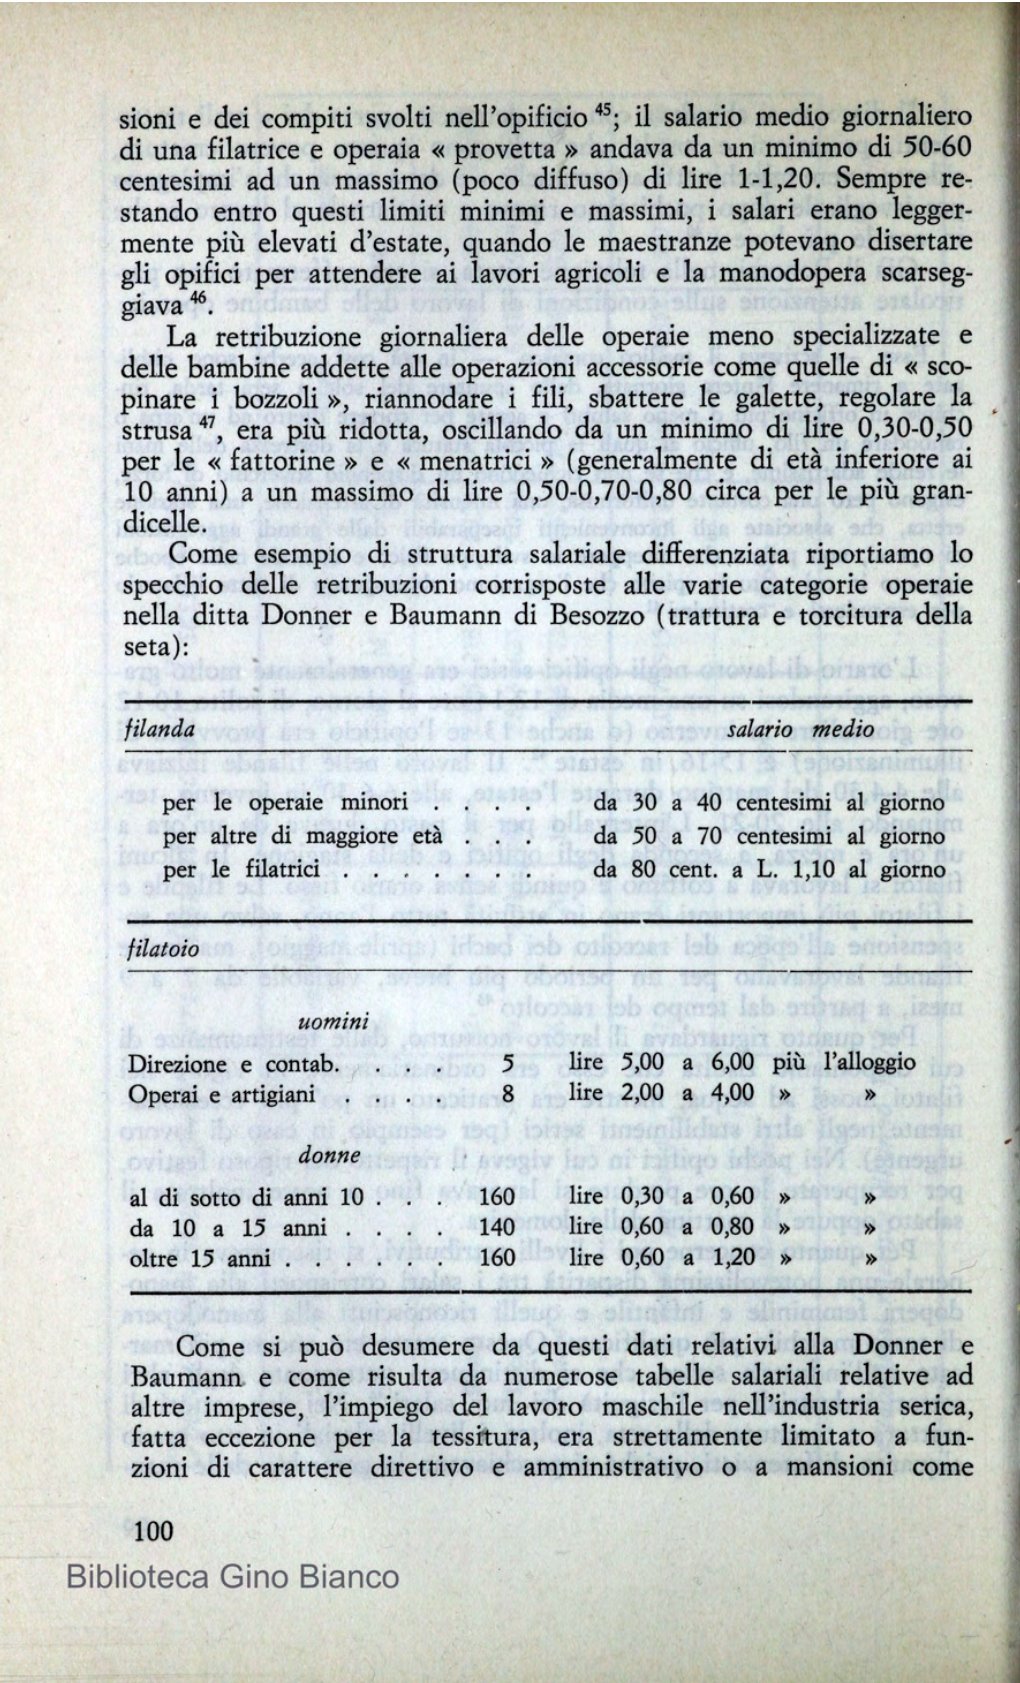 sioni e dei compiti svolti nell'opificio 45; il salario medio giornaliero
di una filatrice e operaia « provetta » andava da un minimo di 50-60
centesimi ad un massimo (poco diffuso) di lire 1-1,20. Sempre re-
stando entro questi limiti minimi e massimi, i salari erano legger-
mente più elevati d'estate, quando le maestranze potevano disertare
gli opifici per attendere ai lavori agricoli e la manodopera scarseg-
giava 46.
La retribuzione giornaliera delle operaie meno specializzate e
delle bambine addette alle operazioni accessorie come quelle di « sco-
pinare i bozzoli », riannodare i fili, sbattere le galette, regolare la
strusa 47, era più ridotta, oscillando da un minimo di lire 0,30-0,50
per le « fattorine » e « menatrici » (generalmente di età inferiore ai
10 anni) a un massimo di lire 0,50-0,70-0,80 circa per le più gran-
dicelle.
Come esempio di struttura salariale differenziata riportiamo lo
specchio delle retribuzioni corrisposte alle varie categorie operaie
nella ditta Donner e Baumann di Besozzo (trattura e torcitura della
seta):
filanda salario medio
per le operaie minori . . . . da 30 a 40 centesimi al giorno
per altre di maggiore età . . . da 50 a 70 centesimi al giorno
per le filatrici . . . . . . . da 80 cent. a L. 1,10 al giorno
filatoio
uomini
Direzione e contab. . . . . 5 lire 5,00 a 6,00 più l'alloggio
Operai e artigiani . . . . 8 lire 2,00 a 4,00 » »
donne
al di sotto di anni 10 . . . 160 lire 0,30 a 0,60 » »
da 10 a 15 anni . . . . 140 lire 0,60 a 0,80 » »
oltre 15 anni . . . . . . 160 lire 0,60 a 1,20 » »
Come si può desumere da questi dati relativi alla Donner e
Baumann e come risulta da numerose tabelle salariali relative ad
altre imprese, l'impiego del lavoro maschile nell'industria serica,
fatta eccezione per la tessitura, era strettamente limitato a fun-
zioni di carattere direttivo e amministrativo o a mansioni come
100
Biblioteca Gino Bianco